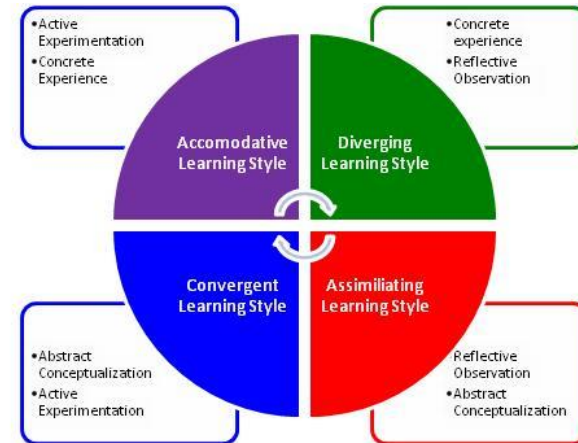 •Active
Experimentation
•Concrete
Experience
•Concrete
experience
•Reflective
Observation
Accomodative
Learning Style
Diverging
Learning Style
Convergent
Learning Style
Assimiliating
Learning Style
•Abstract
Conceptualization
•Active
Experimentation
Reflective
Observation
•Abstract
Conceptualization